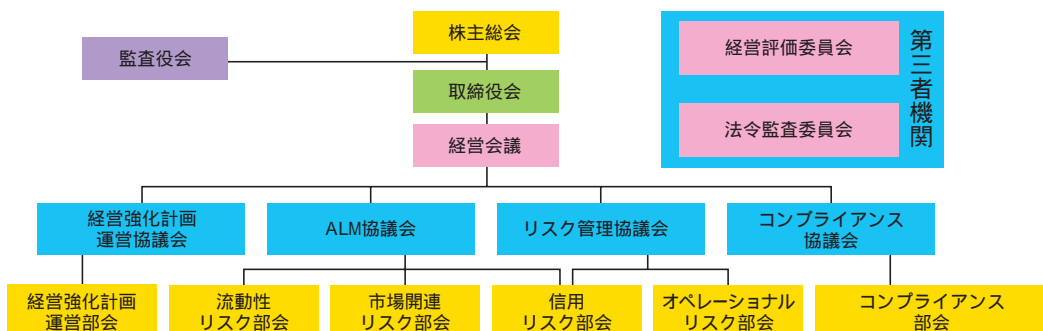 株主総会
監査役会
取締役会
経営会議
経営評価委員会
法令監査委員会
第三者機関
経営強化計画
運営協議会
ALM協議会
リスク管理協議会
コンプライアンス
協議会
経営強化計画
運営部会
流動性
リスク部会
市場開連
リスク部会
信用
リスク部会
オペレーショナル
リスク部会
コンプライアンス
部会